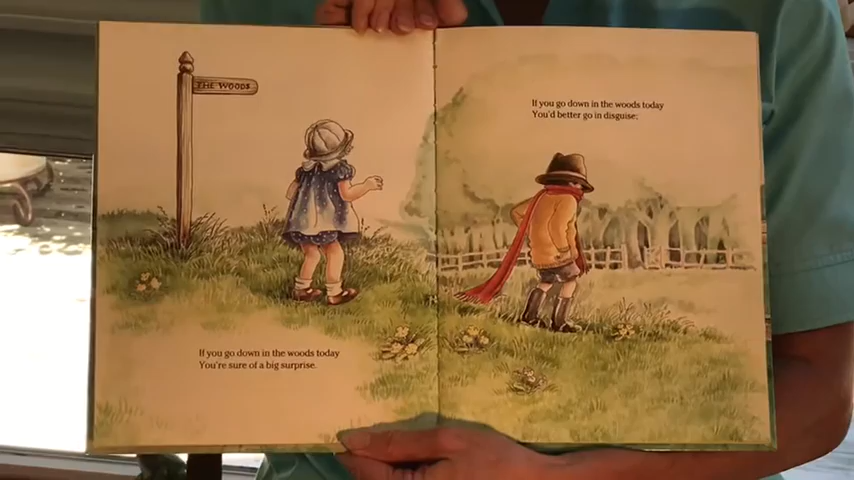 THE WOODS
If you go down in the woods today
You're sure of a big surprise.
If you go down in the woods today
You'd better go in disguise;